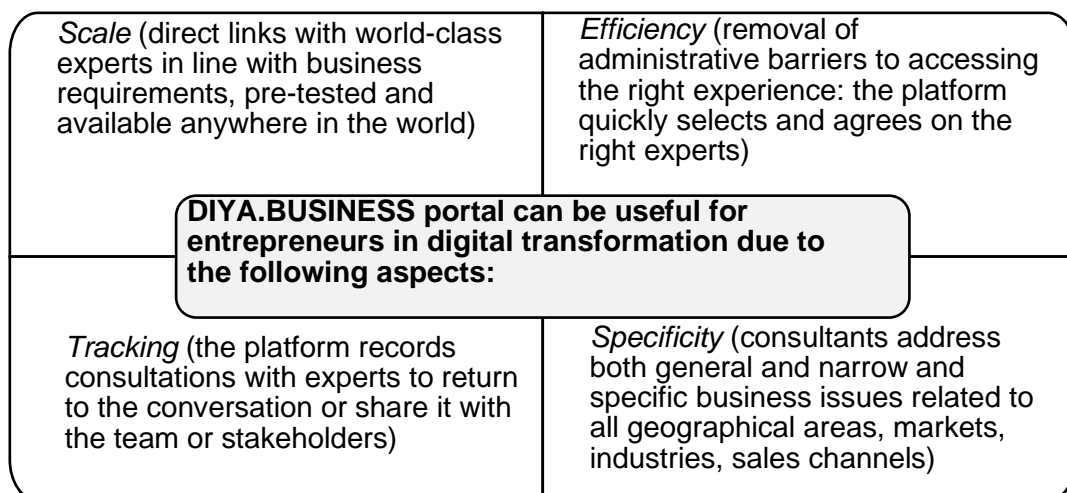 Scale (direct links with world-class
experts in line with business
requirements, pre-tested and
available anywhere in the world)
Efficiency (removal of
administrative barriers to accessing
the right experience: the platform
quickly selects and agrees on the
right experts)
DIYA.BUSINESS portal can be useful for
entrepreneurs in digital transformation due to
the following aspects:
Tracking (the platform records
consultations with experts to return
to the conversation or share it with
the team or stakeholders)
Specificity (consultants address
both general and narrow and
specific business issues related to
all geographical areas, markets,
industries, sales channels)